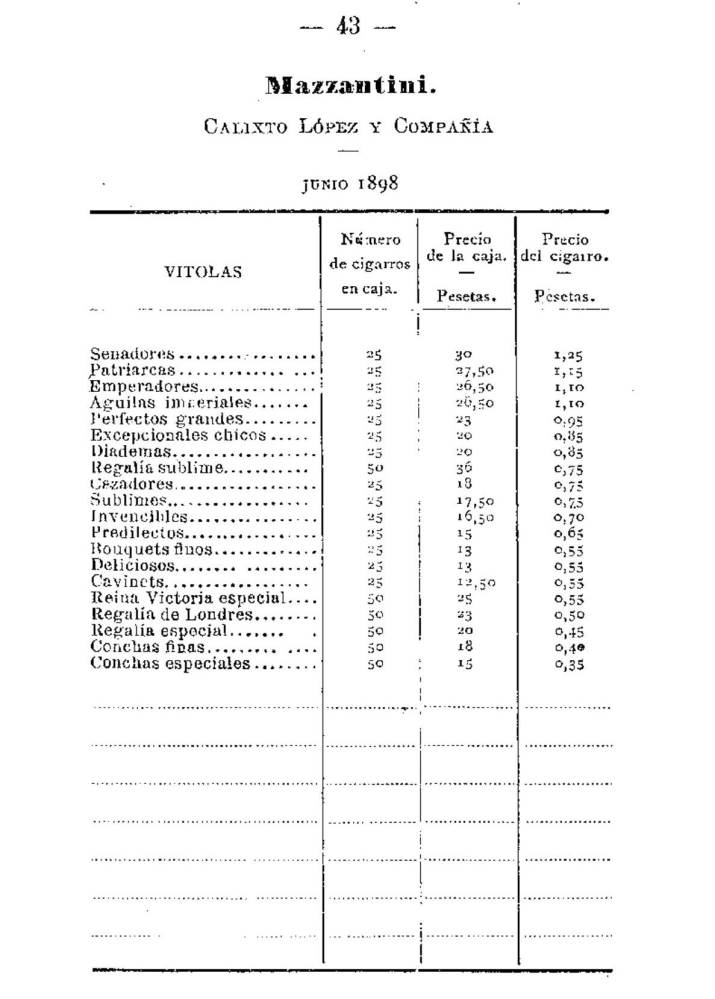 — 43 —
Mazzantini.
CALIXTO LÓPEZ Y COMPAÑÍA
JUNIO 1898
VITOLAS
Número de cigarros en caja.
Precio de la caja. — Pesetas.
Precio del cigarro. — Pesetas.
Senadores 25 30 1,25
Patriarcas 25 27,50 1,15
Emperadores 25 26,50 1,10
Aguilas imperiales 25 26,50 1,10
Perfectos grandes 25 23 0,95
Excepcionales chicos 25 20 0,85
Diademas 25 20 0,85
Regalía sublime 50 36 0,75
Cazadores 25 18 0,75
Sublimes 25 17,50 0,75
Invencibles 25 16,50 0,70
Predilectos 25 15 0,65
Bouquets finos 25 13 0,55
Deliciosos 25 13 0,55
Cavinets 25 12,50 0,55
Reina Victoria especial 50 25 0,55
Regalía de Londres 50 23 0,50
Regalía especial 50 20 0,45
Conchas finas 50 18 0,40
Conchas especiales 50 15 0,35